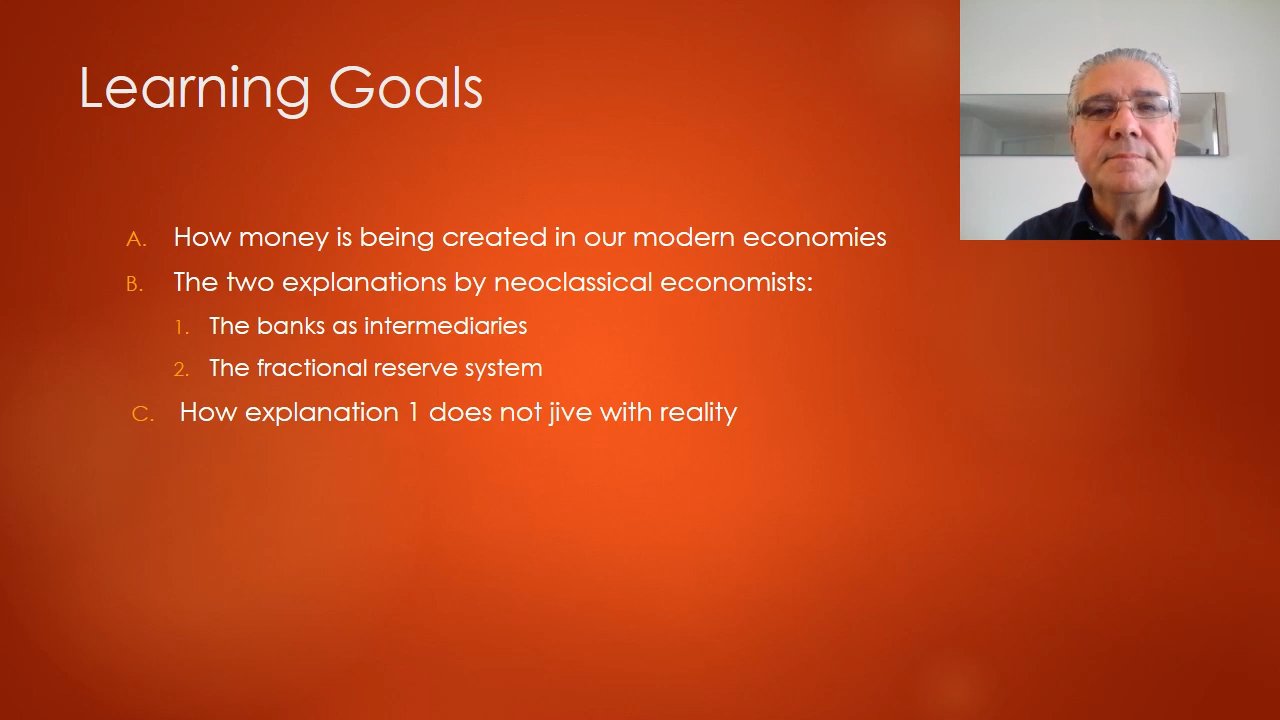 Learning Goals
A. How money is being created in our modern economies
B. The two explanations by neoclassical economists:
1. The banks as intermediaries
2. The fractional reserve system
C. How explanation 1 does not jive with reality